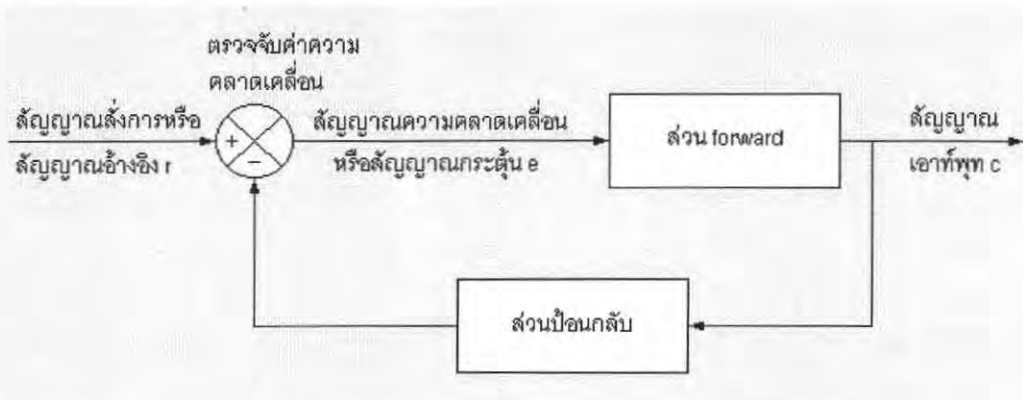 ตรวจจับค่าความ
คลาดเคลื่อน
สัญญาณสั่งการหรือ
สัญญาณอ้างอิง r
+
−
สัญญาณความคลาดเคลื่อน
หรือสัญญาณกระตุ้น e
ส่วน forward
สัญญาณ
เอาท์พุท c
ส่วนป้อนกลับ